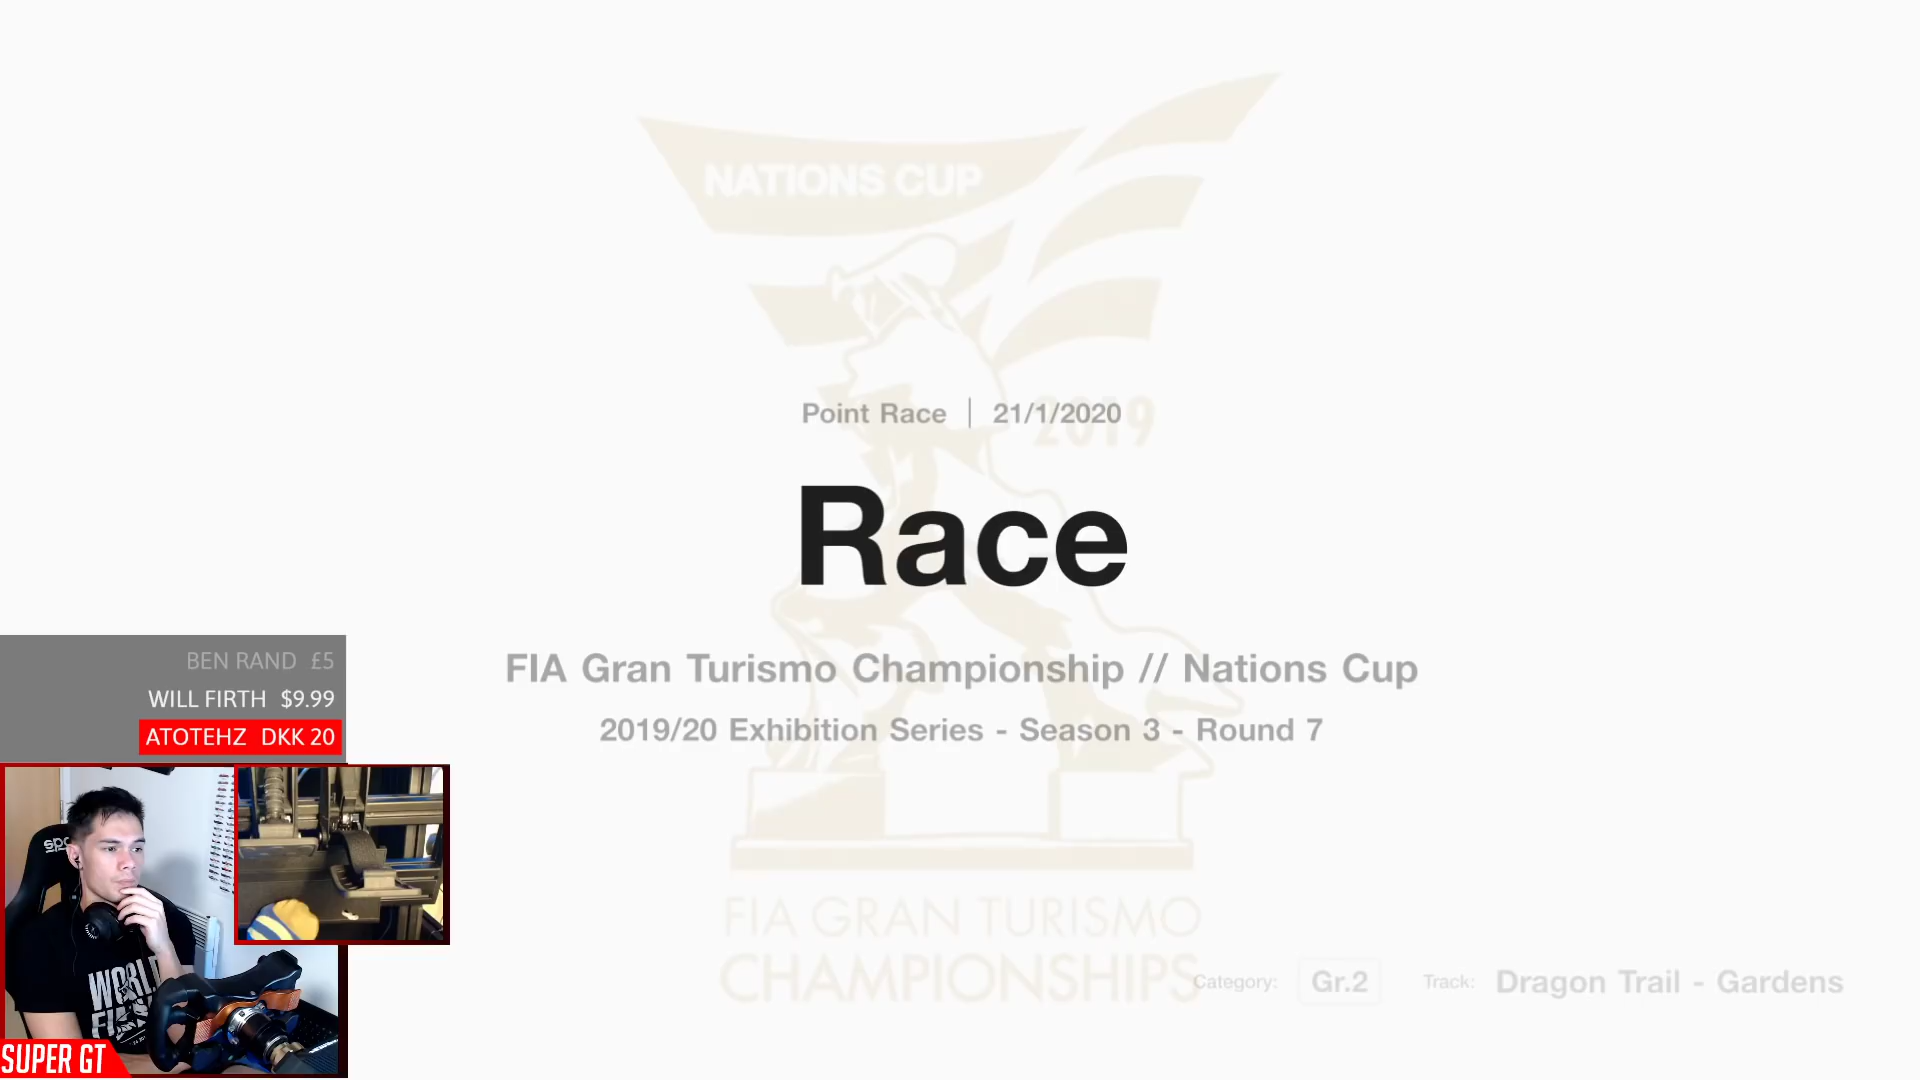 NATIONS CUP
2019
Point Race | 21/1/2020
Race
FIA Gran Turismo Championship // Nations Cup
2019/20 Exhibition Series - Season 3 - Round 7
FIA GRAN TURISMO
CHAMPIONSHIPS
Category: Gr.2 Track: Dragon Trail - Gardens
BEN RAND £5
WILL FIRTH $9.99
ATOTEHZ DKK 20
WORLD
SUPER GT